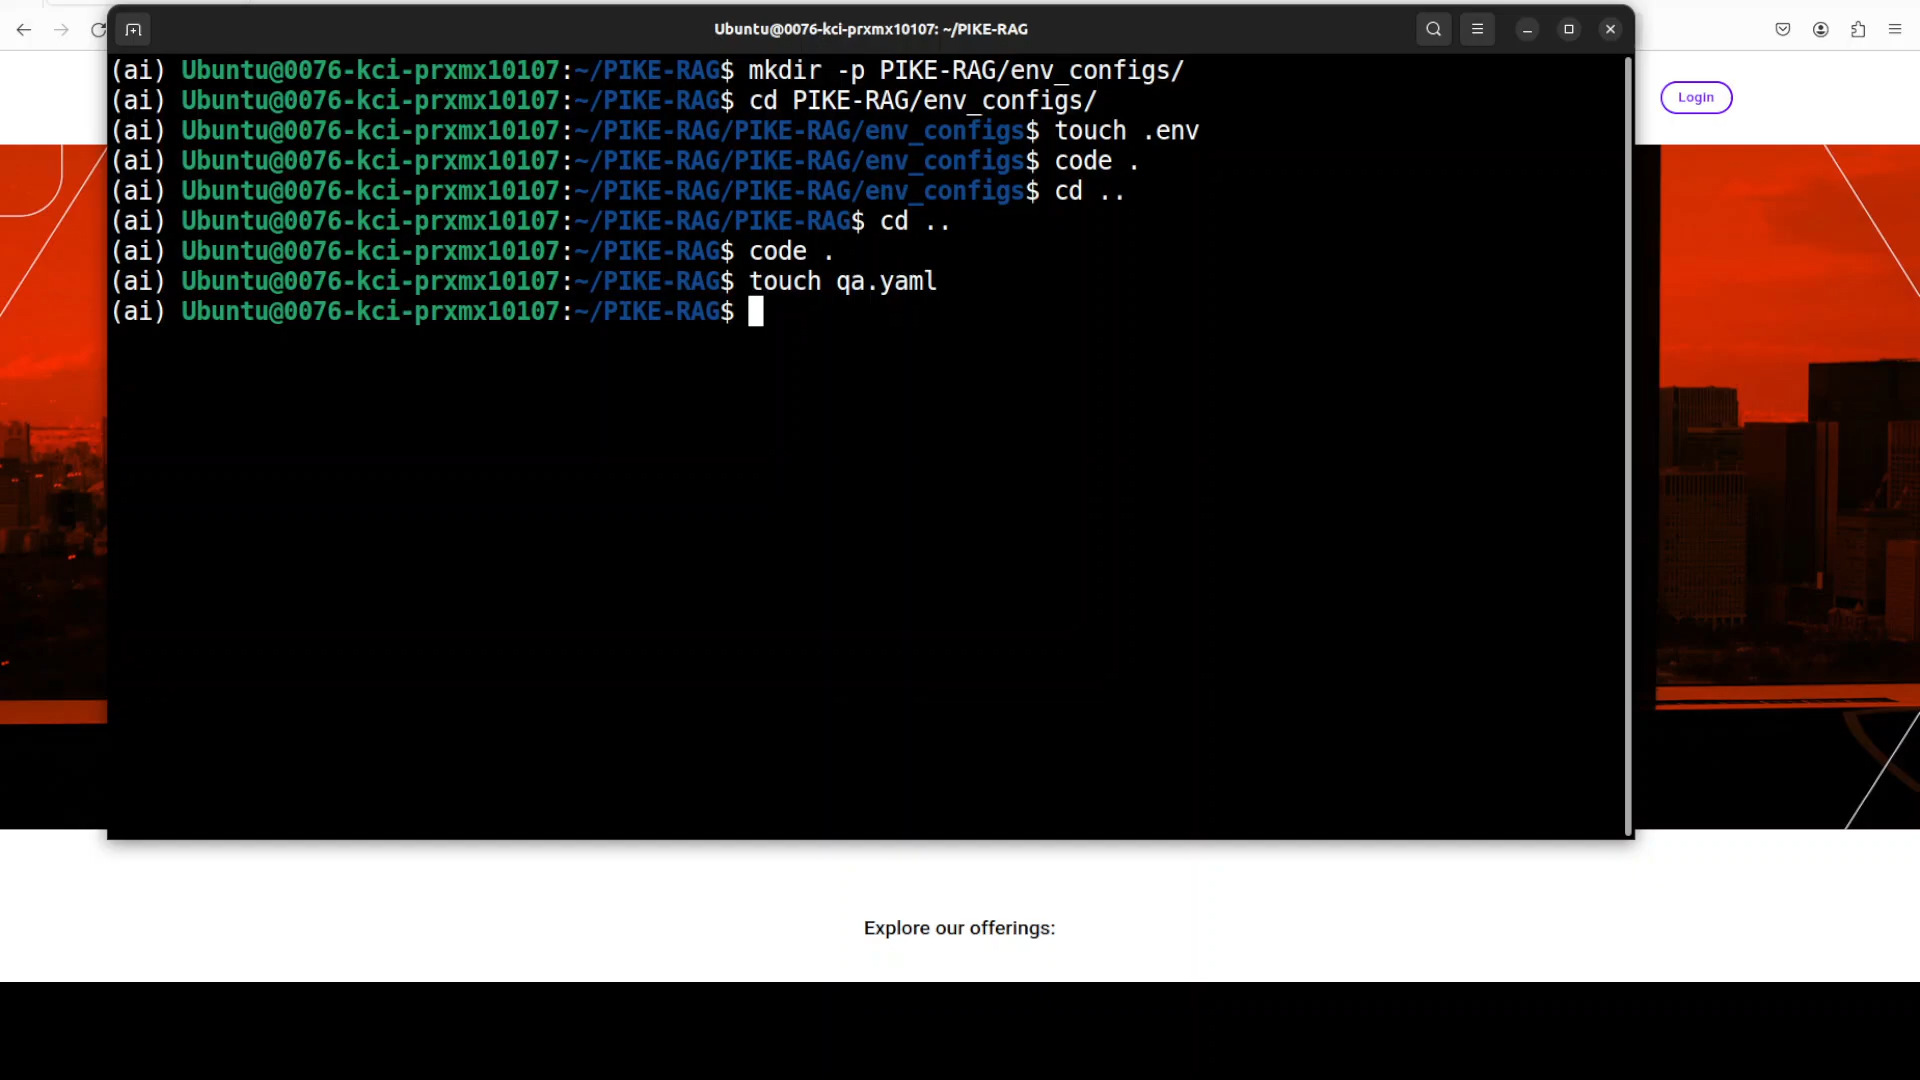 Ubuntu@0076-kci-prxmx10107: ~/PIKE-RAG
(ai) Ubuntu@0076-kci-prxmx10107:~/PIKE-RAG$ mkdir -p PIKE-RAG/env_configs/
(ai) Ubuntu@0076-kci-prxmx10107:~/PIKE-RAG$ cd PIKE-RAG/env_configs/
(ai) Ubuntu@0076-kci-prxmx10107:~/PIKE-RAG/PIKE-RAG/env_configs$ touch .env
(ai) Ubuntu@0076-kci-prxmx10107:~/PIKE-RAG/PIKE-RAG/env_configs$ code .
(ai) Ubuntu@0076-kci-prxmx10107:~/PIKE-RAG/PIKE-RAG/env_configs$ cd ..
(ai) Ubuntu@0076-kci-prxmx10107:~/PIKE-RAG/PIKE-RAG$ cd ..
(ai) Ubuntu@0076-kci-prxmx10107:~/PIKE-RAG$ code .
(ai) Ubuntu@0076-kci-prxmx10107:~/PIKE-RAG$ touch qa.yaml
(ai) Ubuntu@0076-kci-prxmx10107:~/PIKE-RAG$
Login
Explore our offerings: